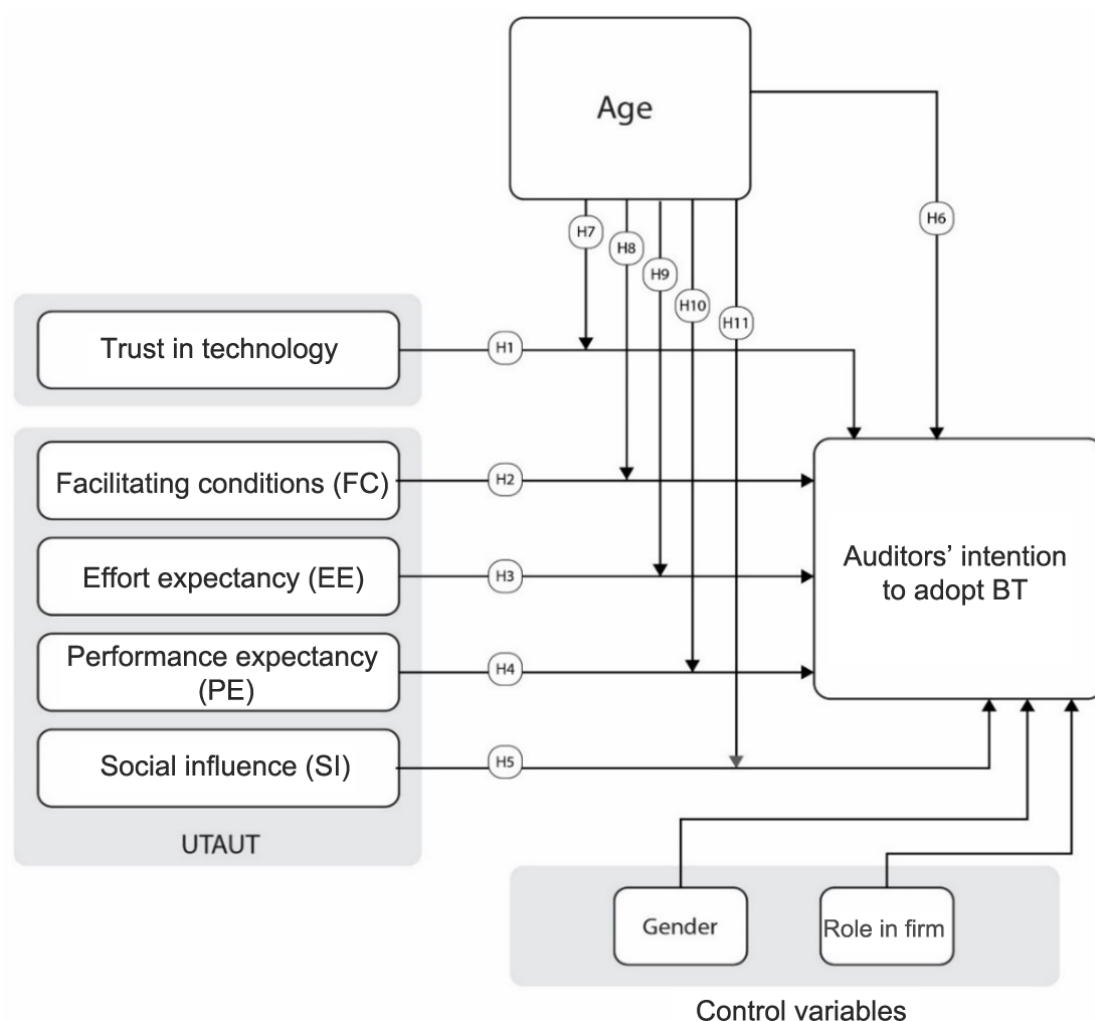 Age
H6
H7
H8
H9
H10
H11
Trust in technology
H1
Facilitating conditions (FC)
H2
Effort expectancy (EE)
H3
Performance expectancy
(PE)
H4
Social influence (SI)
H5
UTAUT
Auditors’ intention
to adopt BT
Gender
Role in firm
Control variables